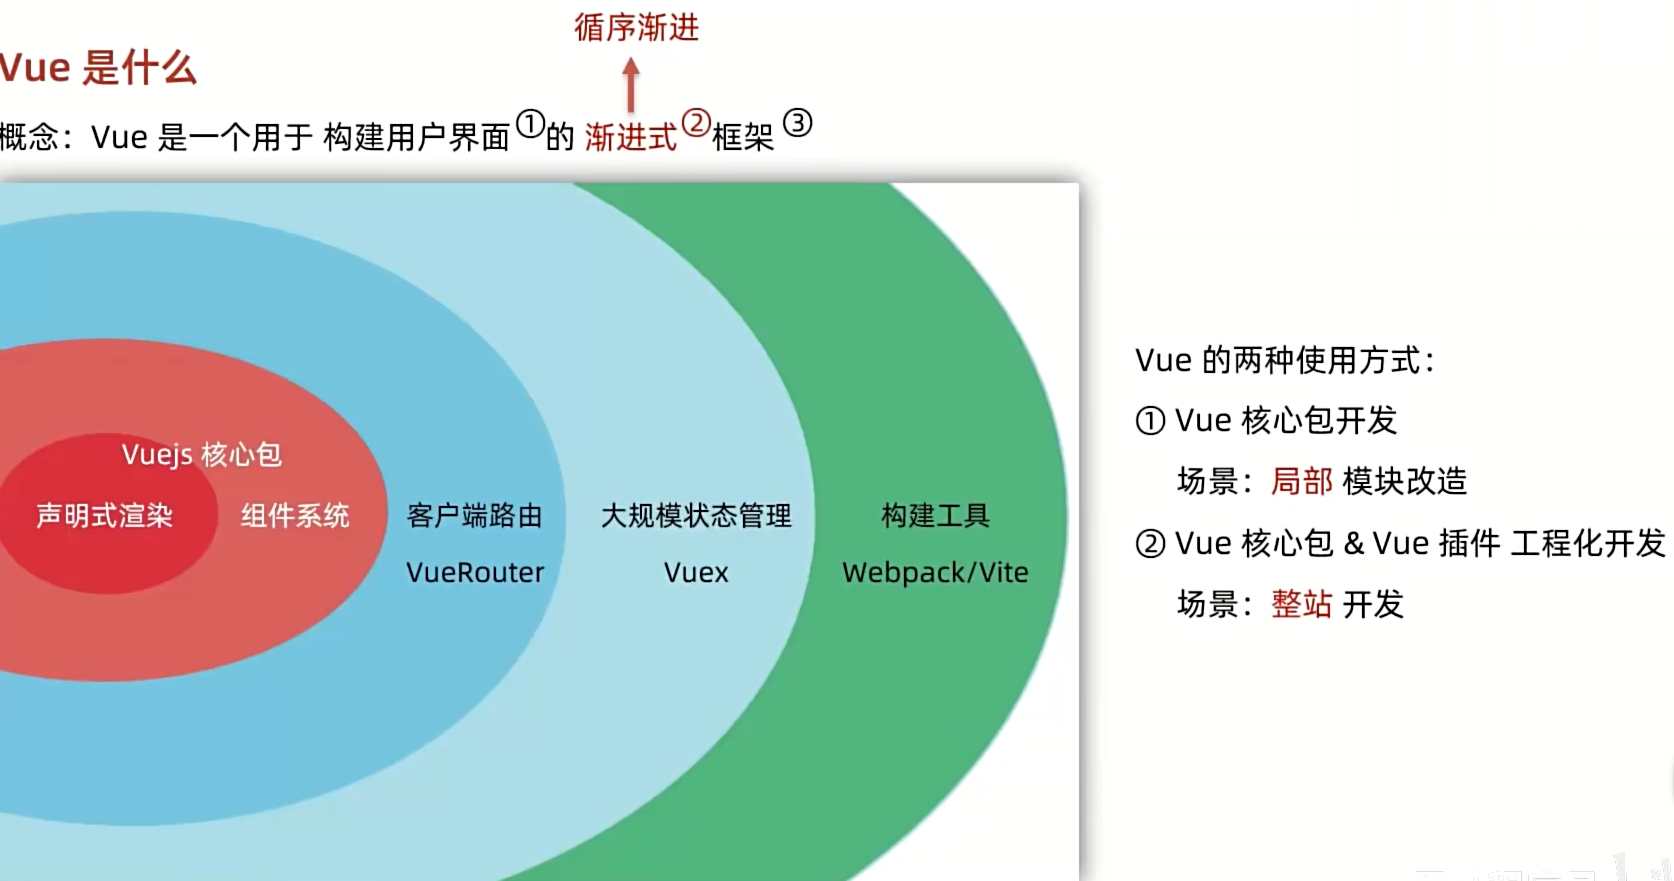 循序渐进
Vue 是什么
概念：Vue 是一个用于 构建用户界面①的 渐进式②框架③
Vuejs 核心包
声明式渲染 组件系统 客户端路由 大规模状态管理 构建工具
VueRouter Vuex Webpack/Vite
Vue 的两种使用方式：
① Vue 核心包开发
场景：局部 模块改造
② Vue 核心包 & Vue 插件 工程化开发
场景：整站 开发